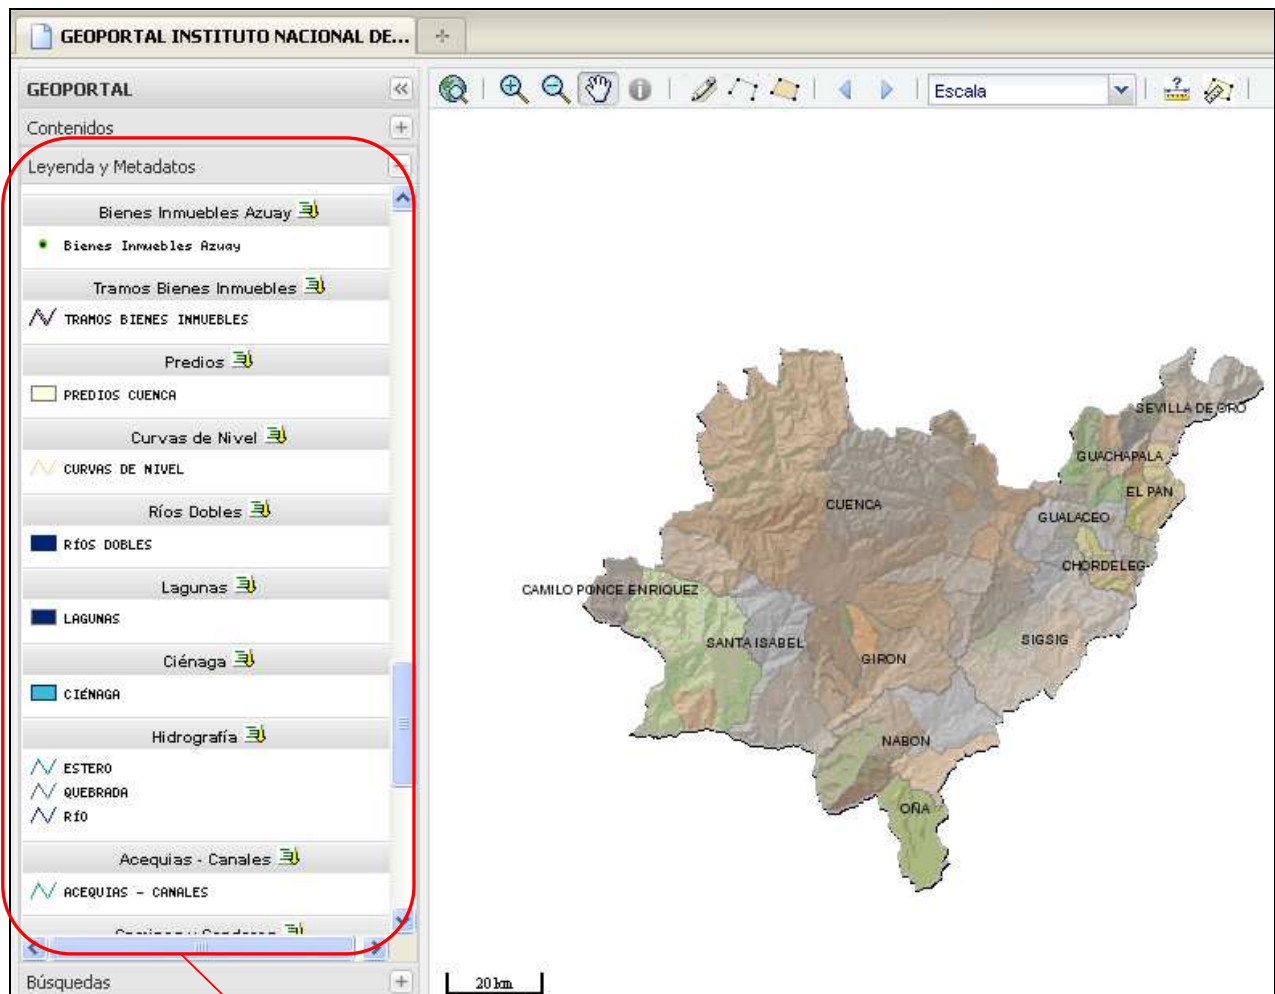 GEOPORTAL INSTITUTO NACIONAL DE...
GEOPORTAL
Contenidos
Leyenda y Metadatos
Bienes Inmuebles Azuay
Bienes Inmuebles Azuay
Tramos Bienes Inmuebles
TRAMOS BIENES INMUEBLES
Predios
PREDIOS CUENCA
Curvas de Nivel
CURVAS DE NIVEL
Ríos Dobles
RÍOS DOBLES
Lagunas
LAGUNAS
Ciénaga
CIÉNAGA
Hidrografía
ESTERO
QUEBRADA
RÍO
Acequias - Canales
ACEQUIAS - CANALES
Búsquedas
Escala
SEVILLA DE ORO
GUACHAPALA
EL PAN
CUENCA
GUALACEO
CHORDELEG
CAMILO PONCE ENRIQUEZ
SANTA ISABEL
SIGSIG
GIRON
NABON
OÑA
20 km